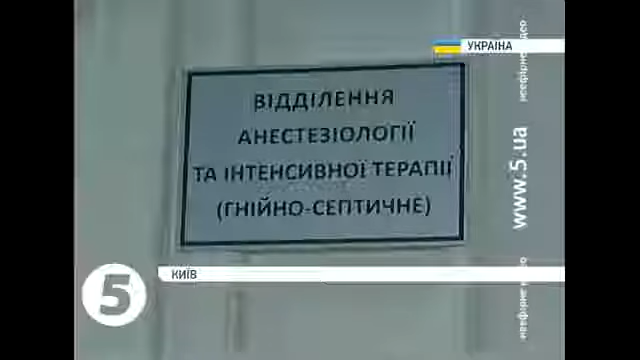 УКРАЇНА
ВІДДІЛЕННЯ
АНЕСТЕЗІОЛОГІЇ
ТА ІНТЕНСИВНОЇ ТЕРАПІЇ
(ГНІЙНО-СЕПТИЧНЕ)
www.5.ua
КИЇВ
5